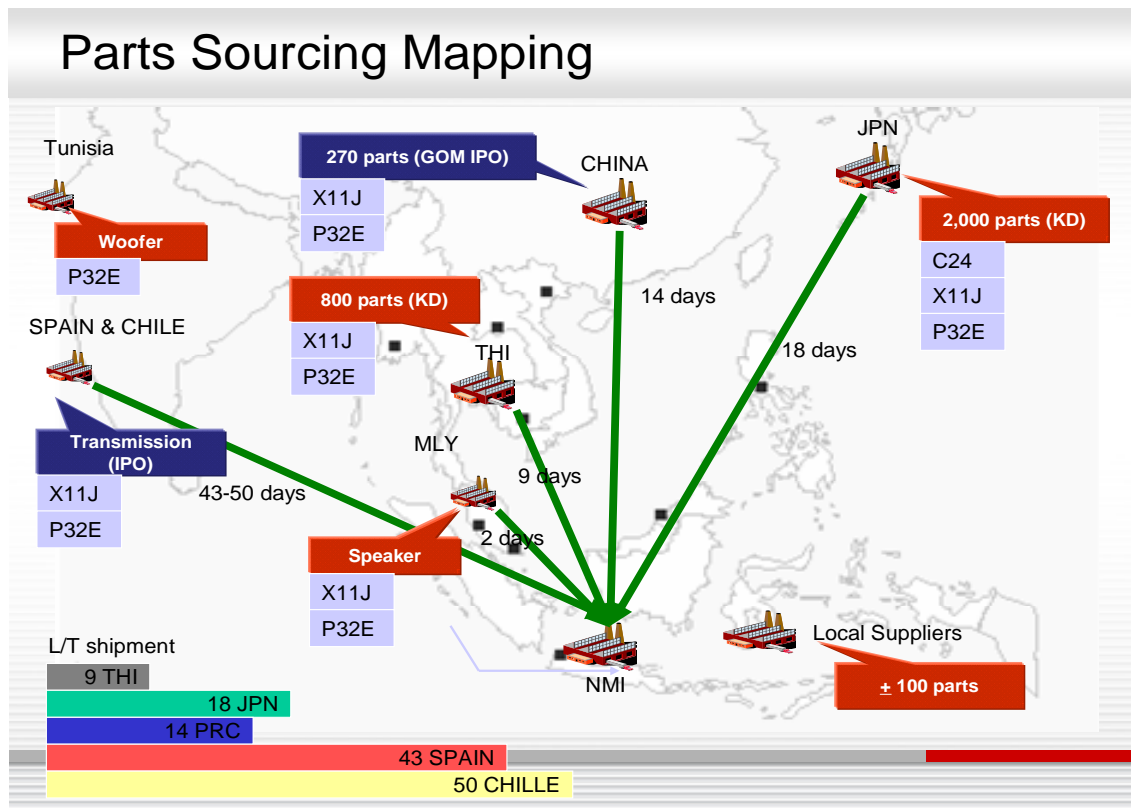 Parts Sourcing Mapping
Tunisia
Woofer
P32E
SPAIN & CHILE
Transmission
(IPO)
X11J
P32E
43-50 days
270 parts (GOM IPO)
X11J
P32E
CHINA
14 days
800 parts (KD)
X11J
P32E
THI
9 days
MLY
2 days
Speaker
X11J
P32E
JPN
2,000 parts (KD)
C24
X11J
P32E
18 days
NMI
Local Suppliers
± 100 parts
L/T shipment
9 THI
18 JPN
14 PRC
43 SPAIN
50 CHILLE